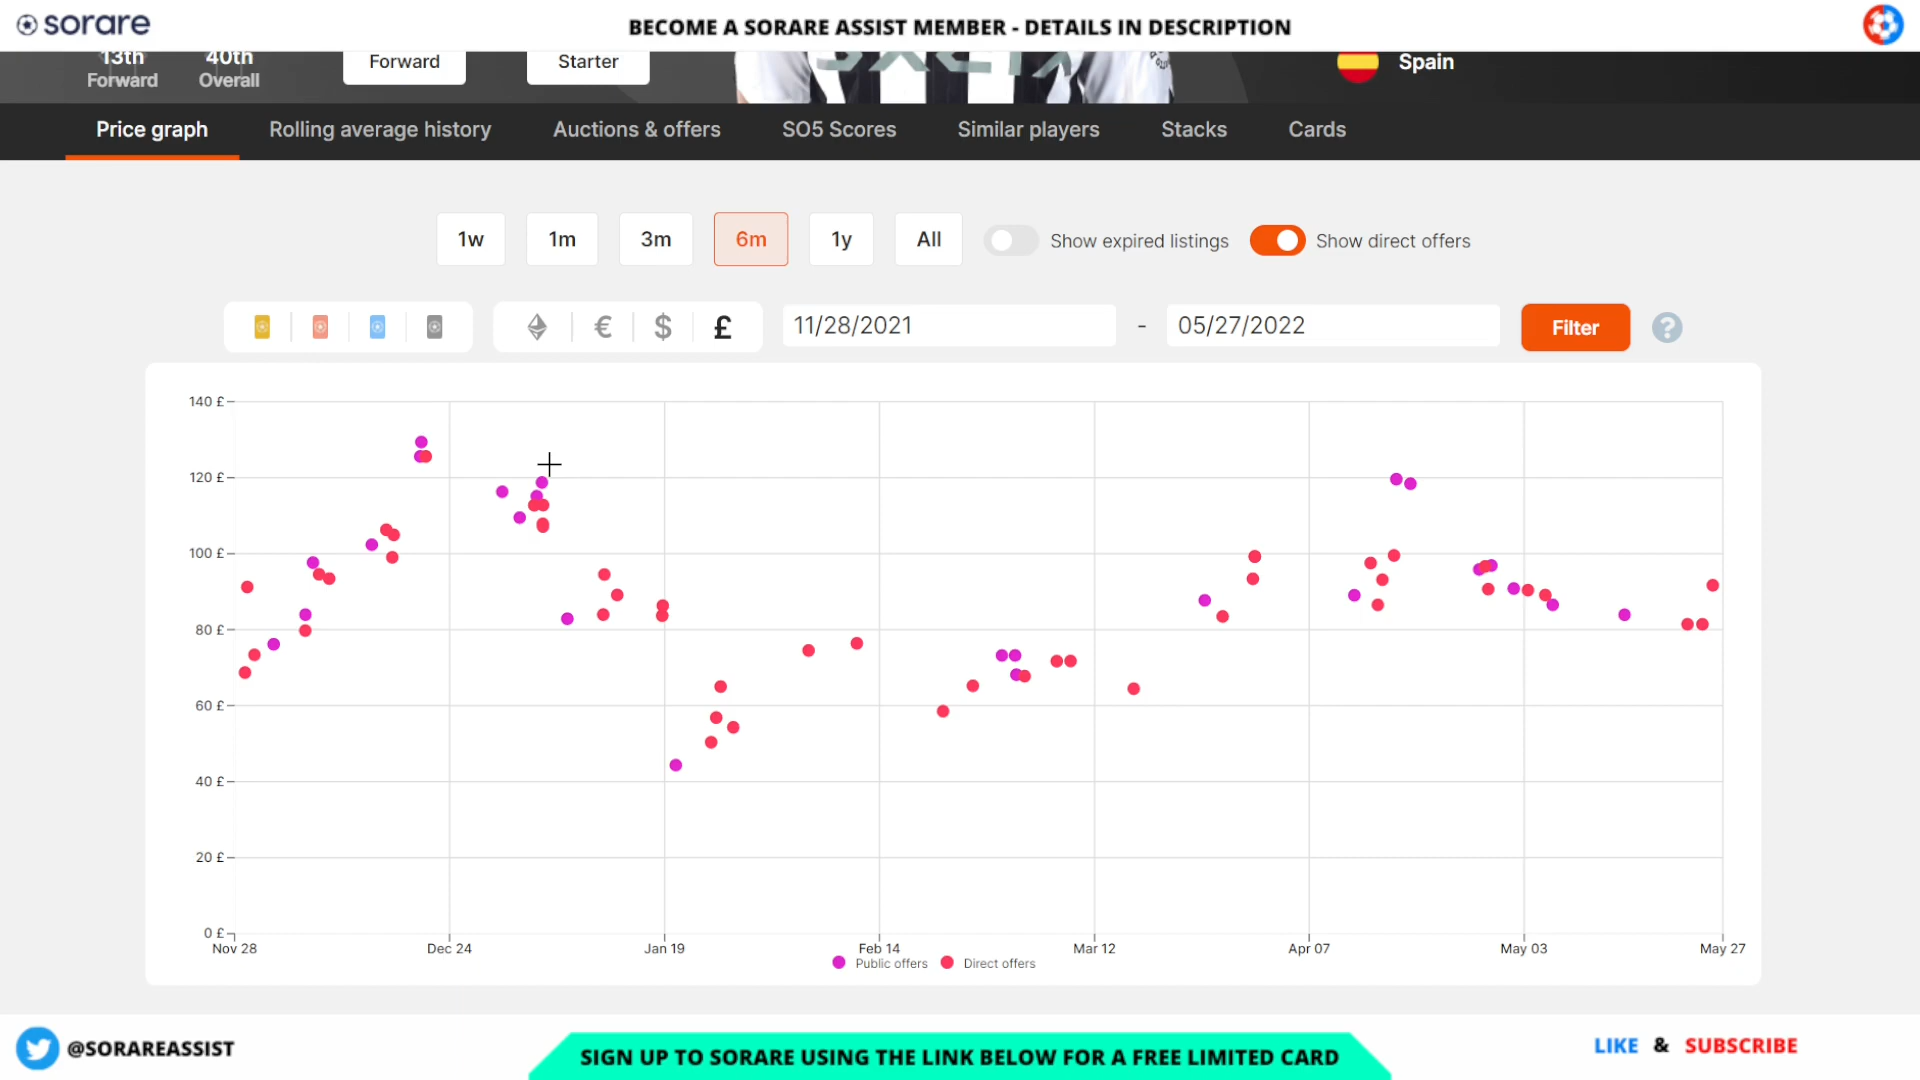 sorare
BECOME A SORARE ASSIST MEMBER - DETAILS IN DESCRIPTION
13th 40th
Forward Overall
Forward
Starter
Spain
Price graph Rolling average history Auctions & offers SO5 Scores Similar players Stacks Cards
1w 1m 3m 6m 1y All Show expired listings Show direct offers
€ $ £ 11/28/2021 - 05/27/2022 Filter ?
140 £
120 £
100 £
80 £
60 £
40 £
20 £
0 £
Nov 28 Dec 24 Jan 19 Feb 14 Mar 12 Apr 07 May 03 May 27
Public offers Direct offers
@SORAREASSIST
SIGN UP TO SORARE USING THE LINK BELOW FOR A FREE LIMITED CARD
LIKE & SUBSCRIBE